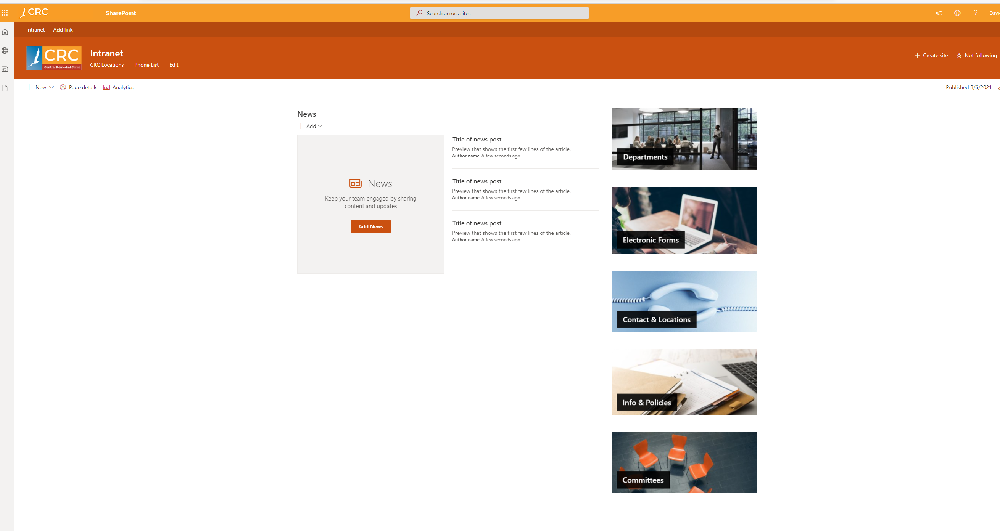 CRC
SharePoint
Search across sites
Intranet
Add link
CRC
Central Remedial Clinic
Intranet
CRC Locations
Phone List
Edit
Create site
Not following
New
Page details
Analytics
Published 8/6/2021
News
Add
News
Keep your team engaged by sharing
content and updates
Add News
Title of news post
Preview that shows the first few lines of the article.
Author name A few seconds ago
Title of news post
Preview that shows the first few lines of the article.
Author name A few seconds ago
Title of news post
Preview that shows the first few lines of the article.
Author name A few seconds ago
Departments
Electronic Forms
Contact & Locations
Info & Policies
Committees